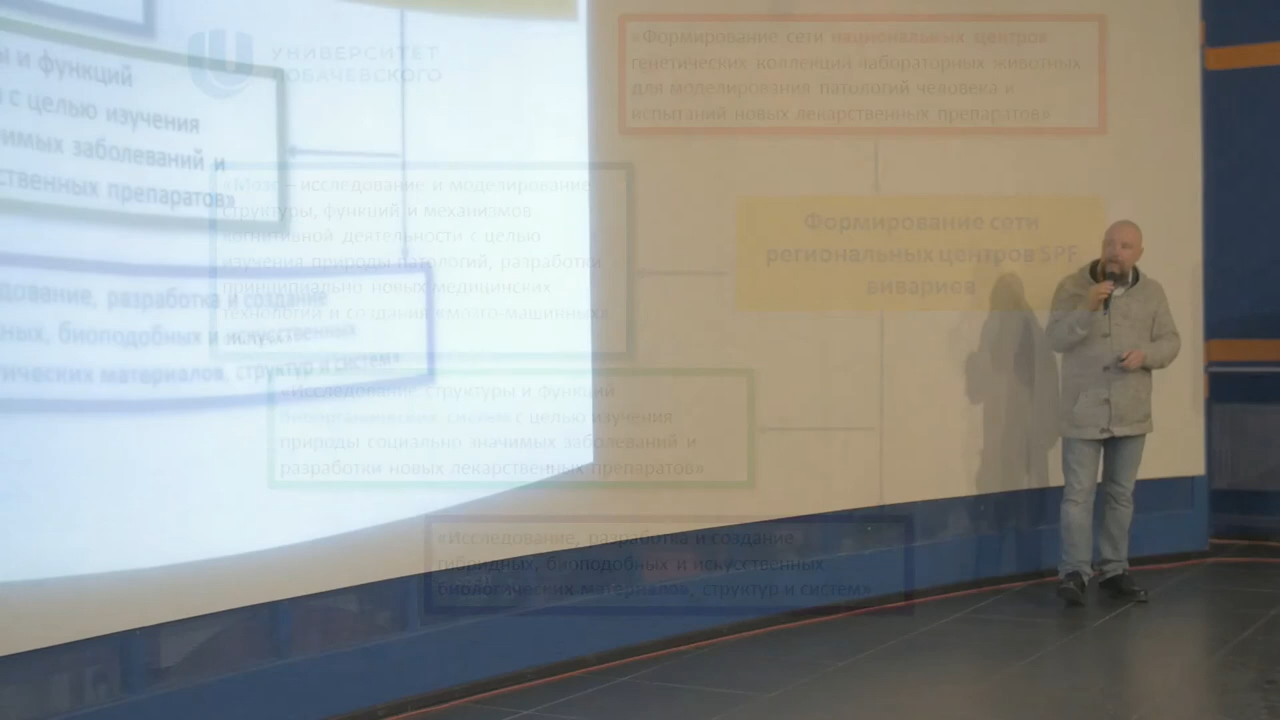 УНИВЕРСИТЕТ
ЛОБАЧЕВСКОГО
«Формирование сети национальных центров
генетических коллекций лабораторных животных
для моделирования патологий человека и
испытаний новых лекарственных препаратов»
Формирование сети
региональных центров SPF
вивариев
«Мозг – исследование и моделирование
структуры, функций и механизмов
когнитивной деятельности с целью
изучения природы патологий, разработки
принципиально новых медицинских
технологий и создания «мозго-машинных»
«Исследование структуры и функций
систем с целью изучения
природы социально значимых заболеваний и
разработки новых лекарственных препаратов»
«Исследование, разработка и создание
гибридных, биоподобных и искусственных
биологических материалов, структур и систем»
ы и функций
с целью изучения
имых заболеваний и
ственных препаратов»
дование, разработка и создание
ных, биоподобных и искусственных
гических материалов, структур и систем»